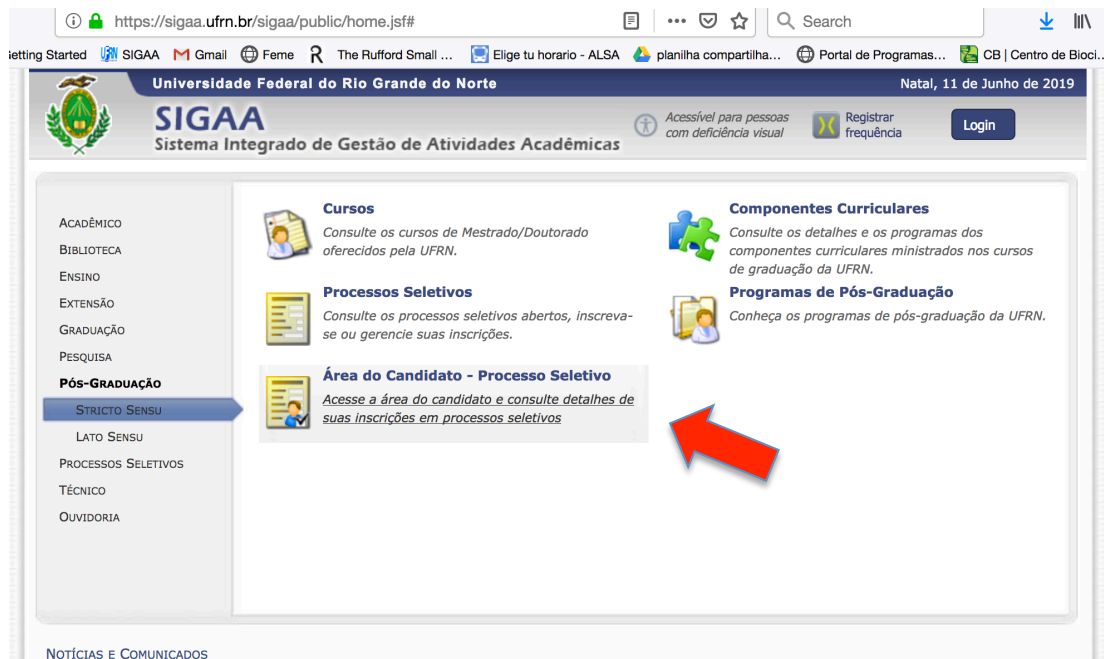 https://sigaa.ufrn.br/sigaa/public/home.jsf#
Search
Getting Started
UFRN SIGAA
Gmail
Feme
The Rufford Small ...
Elige tu horario - ALSA
planilha compartilha...
Portal de Programas...
CB | Centro de Bioci...
Universidade Federal do Rio Grande do Norte
Natal, 11 de Junho de 2019
SIGAA
Sistema Integrado de Gestão de Atividades Acadêmicas
Acessível para pessoas
com deficiência visual
Registrar
frequência
Login
Acadêmico
Biblioteca
Ensino
Extensão
Graduação
Pesquisa
Pós-Graduação
Stricto Sensu
Lato Sensu
Processos Seletivos
Técnico
Ouvidoria
Cursos
Consulte os cursos de Mestrado/Doutorado
oferecidos pela UFRN.
Componentes Curriculares
Consulte os detalhes e os programas dos
componentes curriculares ministrados nos cursos
de graduação da UFRN.
Processos Seletivos
Consulte os processos seletivos abertos, inscreva-
se ou gerencie suas inscrições.
Programas de Pós-Graduação
Conheça os programas de pós-graduação da UFRN.
Área do Candidato - Processo Seletivo
Acesse a área do candidato e consulte detalhes de
suas inscrições em processos seletivos
Notícias e Comunicados